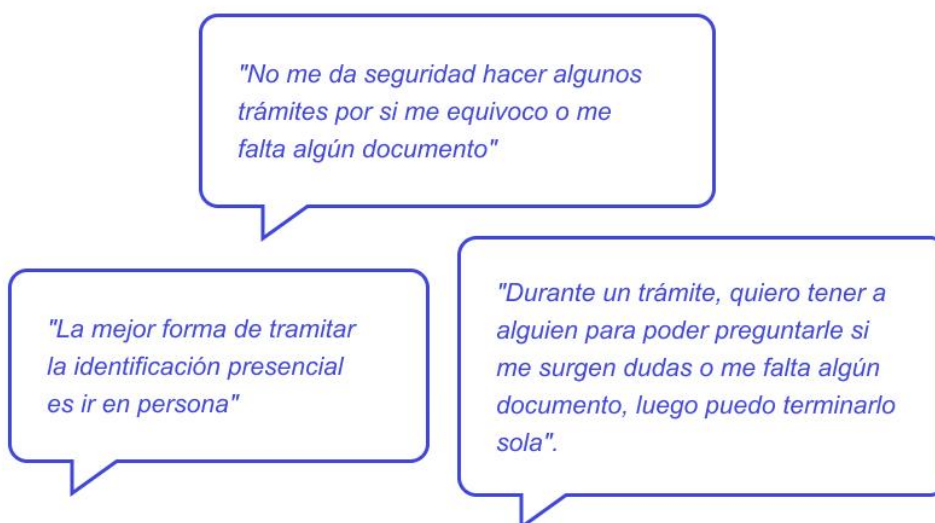 "No me da seguridad hacer algunos
trámites por si me equivoco o me
falta algún documento"
"La mejor forma de tramitar
la identificación presencial
es ir en persona"
"Durante un trámite, quiero tener a
alguien para poder preguntarle si
me surgen dudas o me falta algún
documento, luego puedo terminarlo
sola".